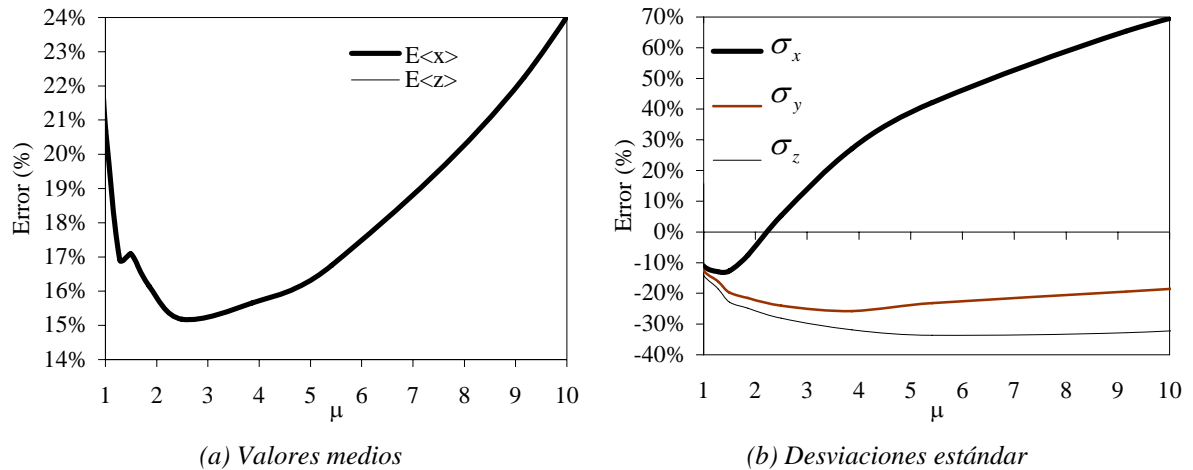 24%
23%
22%
21%
20%
19%
18%
17%
16%
15%
14%
Error (%)
E<x>
E<z>
1 2 3 4 5 6 7 8 9 10
μ
(a) Valores medios
70%
60%
50%
40%
30%
20%
10%
0%
-10%
-20%
-30%
-40%
Error (%)
σx
σy
σz
1 2 3 4 5 6 7 8 9 10
μ
(b) Desviaciones estándar